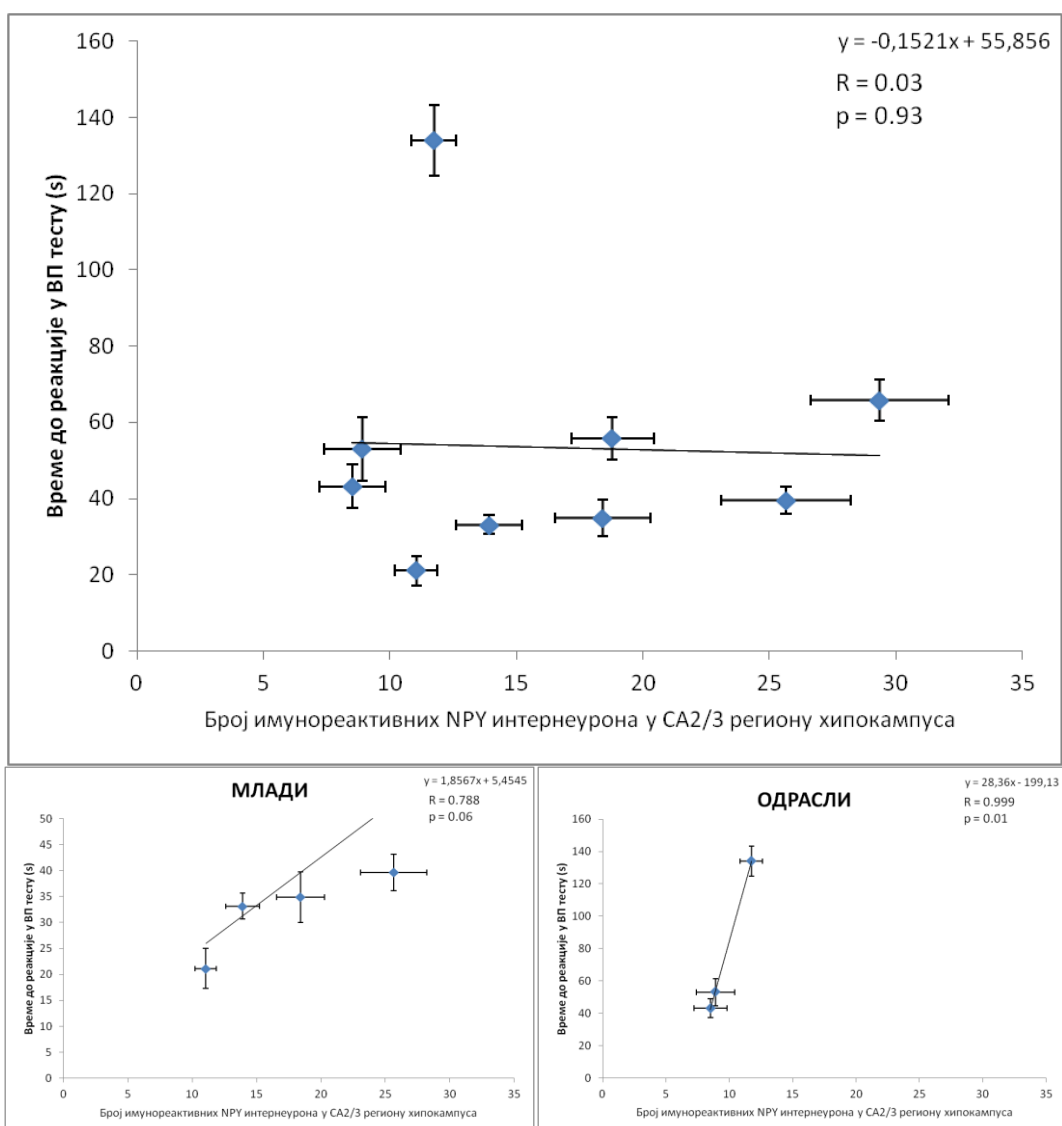 y = -0,1521x + 55,856
R = 0.03
p = 0.93
160
140
120
100
80
60
40
20
0
Време до реакције у ВП тесту (s)
0 5 10 15 20 25 30 35
Број имунореактивних NPY интернеурона у CA2/3 региону хипокампуса
МЛАДИ
y = 1,8567x + 5,4545
R = 0.788
p = 0.06
50
45
40
35
30
25
20
15
10
5
0
Време до реакције у ВП тесту (s)
0 5 10 15 20 25 30 35
Број имунореактивних NPY интернеурона у CA2/3 региону хипокампуса
ОДРАСЛИ
y = 28,36x - 199,13
R = 0.999
p = 0.01
160
140
120
100
80
60
40
20
0
Време до реакције у ВП тесту (s)
0 5 10 15 20 25 30 35
Број имунореактивних NPY интернеурона у CA2/3 региону хипокампуса